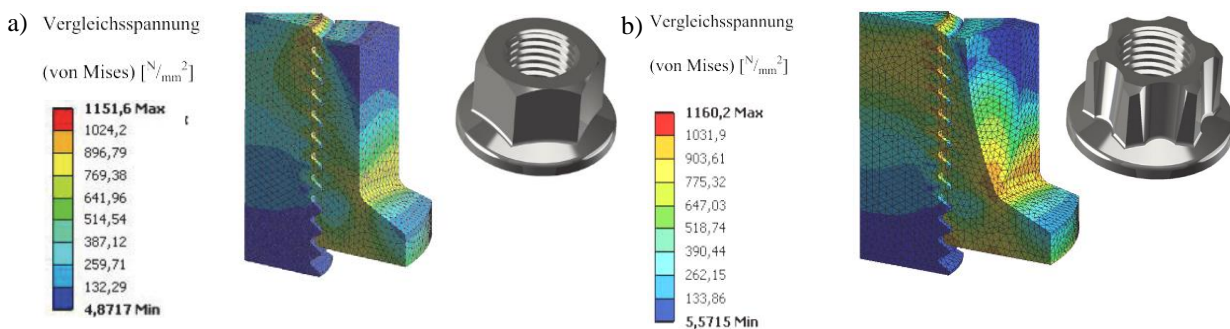 a) Vergleichsspannung
(von Mises) [N/mm²]
1151,6 Max
1024,2
896,79
769,38
641,96
514,54
387,12
259,71
132,29
4,8717 Min
b) Vergleichsspannung
(von Mises) [N/mm²]
1160,2 Max
1031,9
903,61
775,32
647,03
518,74
390,44
262,15
133,86
5,5715 Min